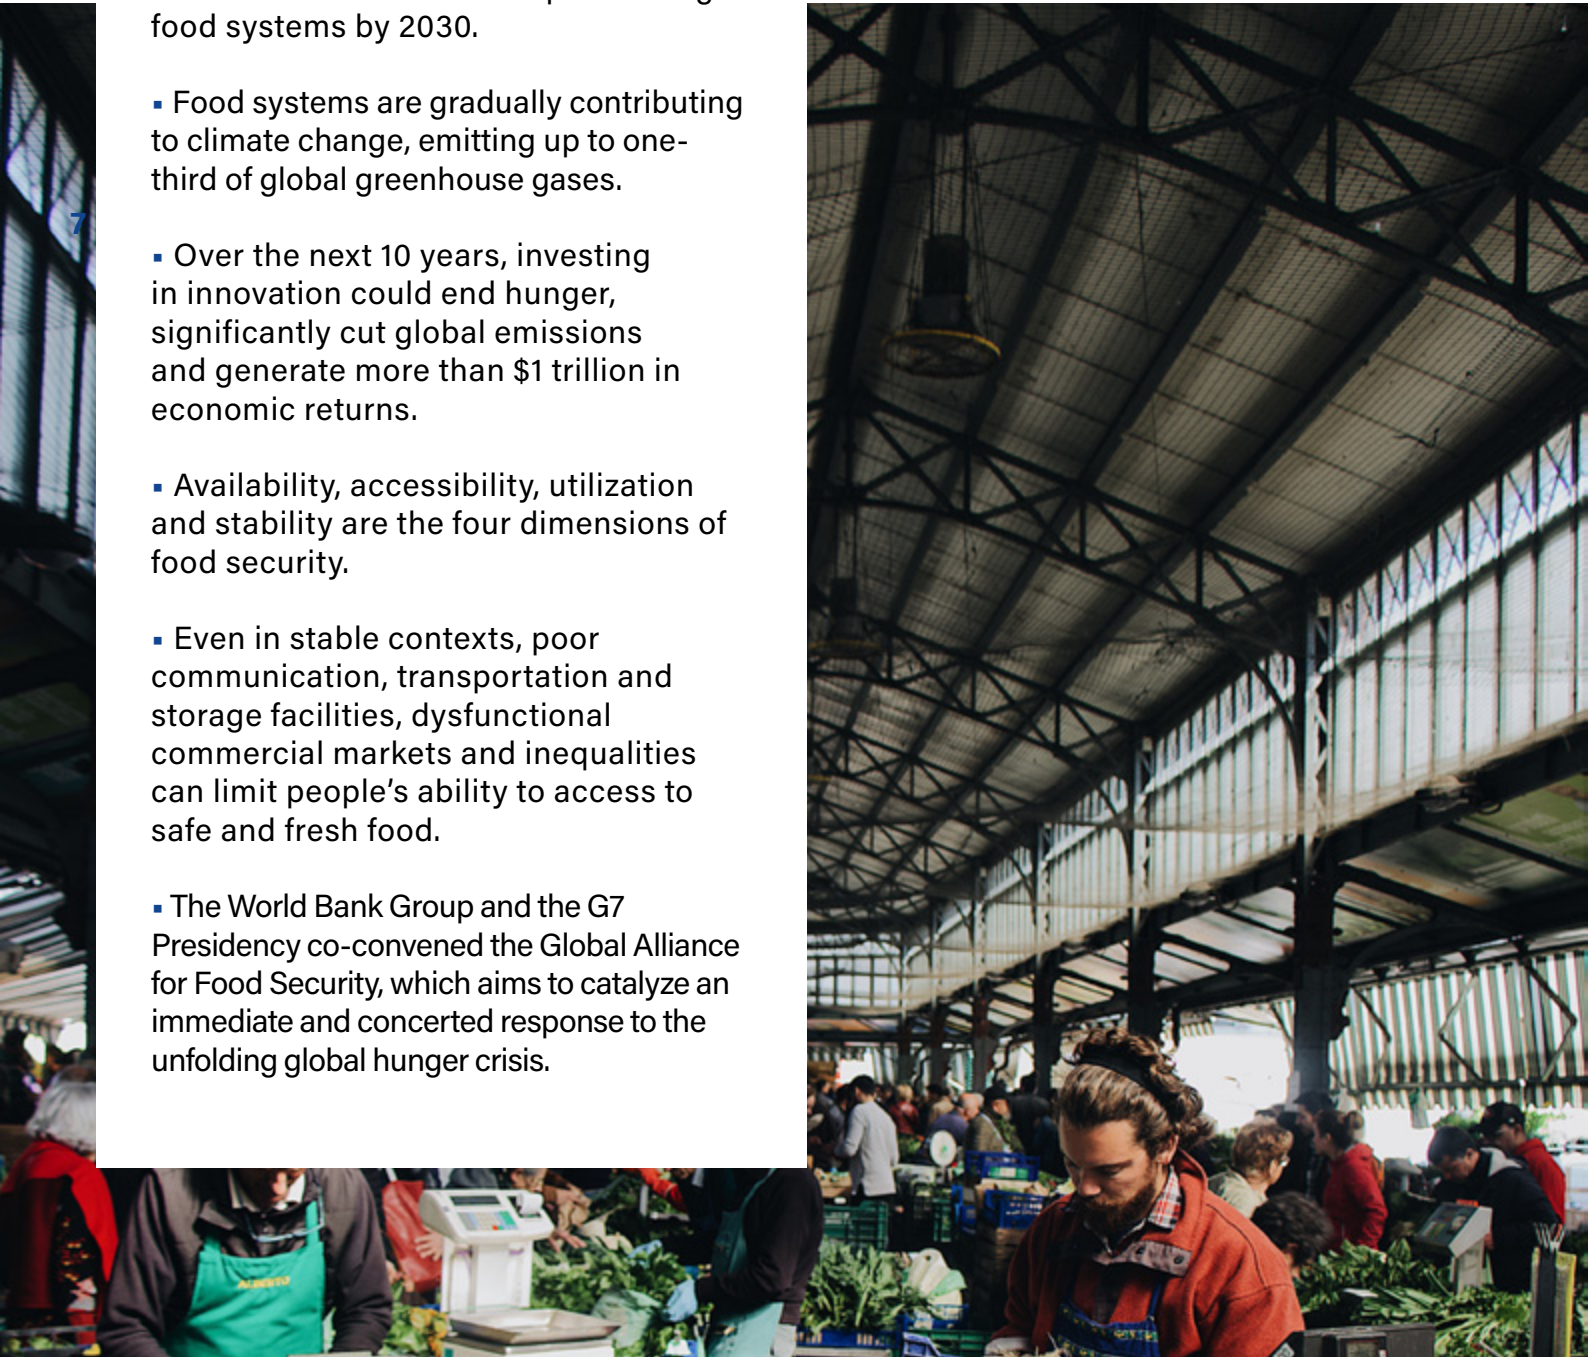 food systems by 2030.
▪ Food systems are gradually contributing
to climate change, emitting up to one-
third of global greenhouse gases.
7
▪ Over the next 10 years, investing
in innovation could end hunger,
significantly cut global emissions
and generate more than $1 trillion in
economic returns.
▪ Availability, accessibility, utilization
and stability are the four dimensions of
food security.
▪ Even in stable contexts, poor
communication, transportation and
storage facilities, dysfunctional
commercial markets and inequalities
can limit people’s ability to access to
safe and fresh food.
▪ The World Bank Group and the G7
Presidency co-convened the Global Alliance
for Food Security, which aims to catalyze an
immediate and concerted response to the
unfolding global hunger crisis.